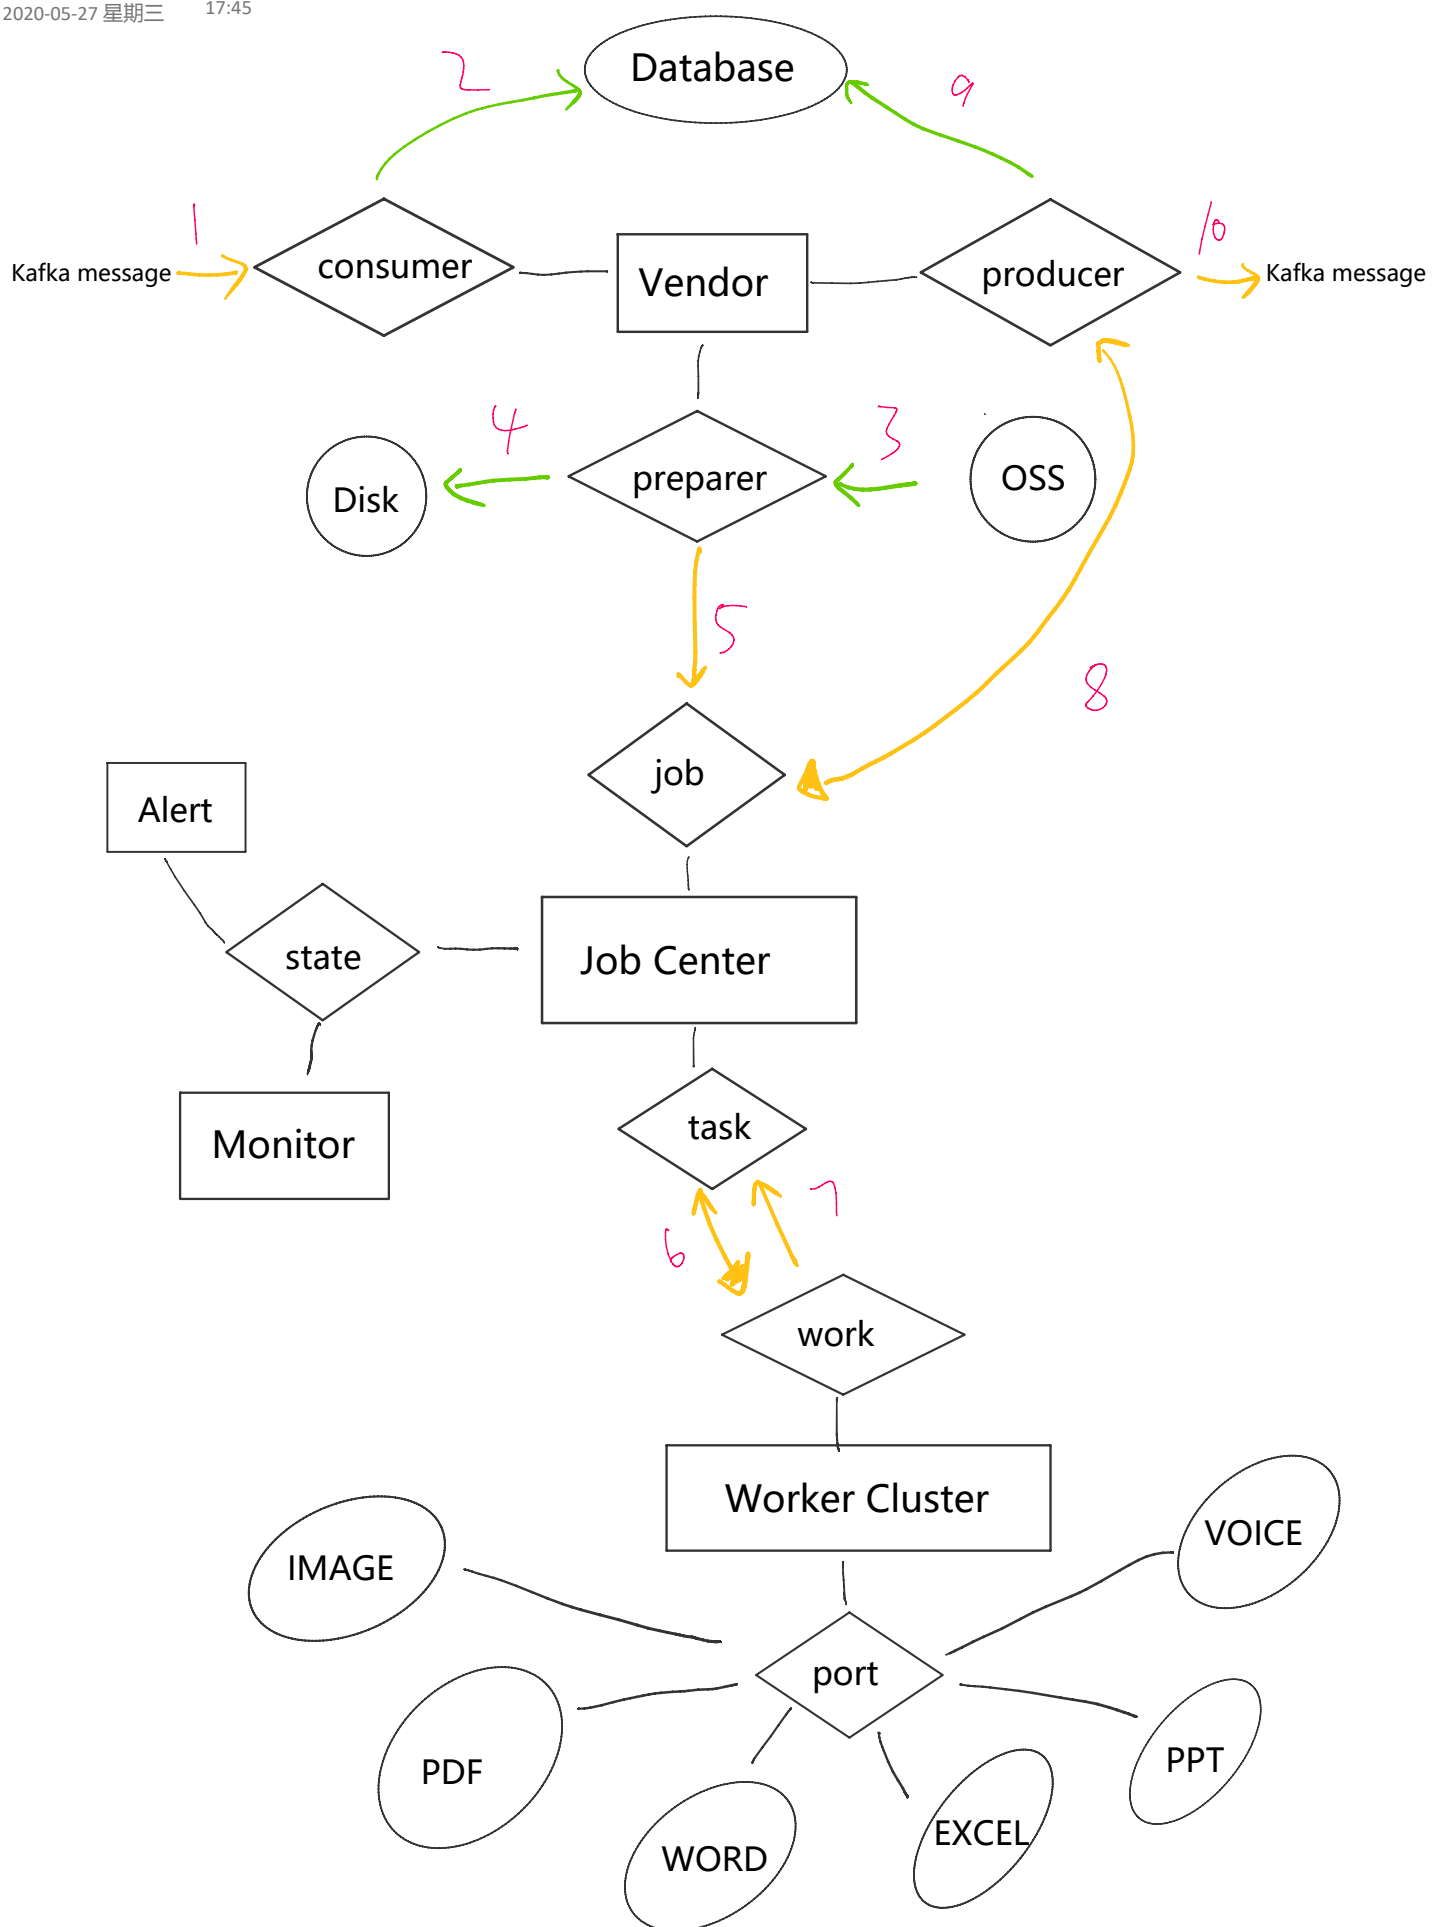 2020-05-27 星期三 17:45
Database
2
9
1
10
Kafka message
consumer
Vendor
producer
Kafka message
4
3
Disk
preparer
OSS
5
8
job
Alert
state
Job Center
Monitor
task
6
7
work
Worker Cluster
IMAGE
VOICE
port
PDF
PPT
WORD
EXCEL